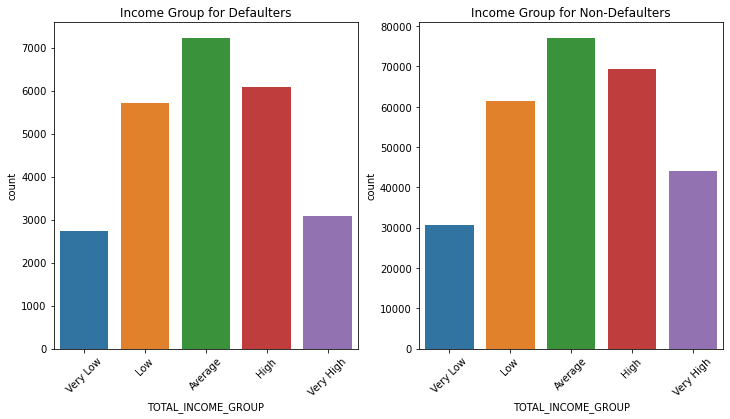 Income Group for Defaulters
7000
6000
5000
4000
3000
2000
1000
0
count
Very Low
Low
Average
High
Very High
TOTAL_INCOME_GROUP
Income Group for Non-Defaulters
80000
70000
60000
50000
40000
30000
20000
10000
0
count
Very Low
Low
Average
High
Very High
TOTAL_INCOME_GROUP